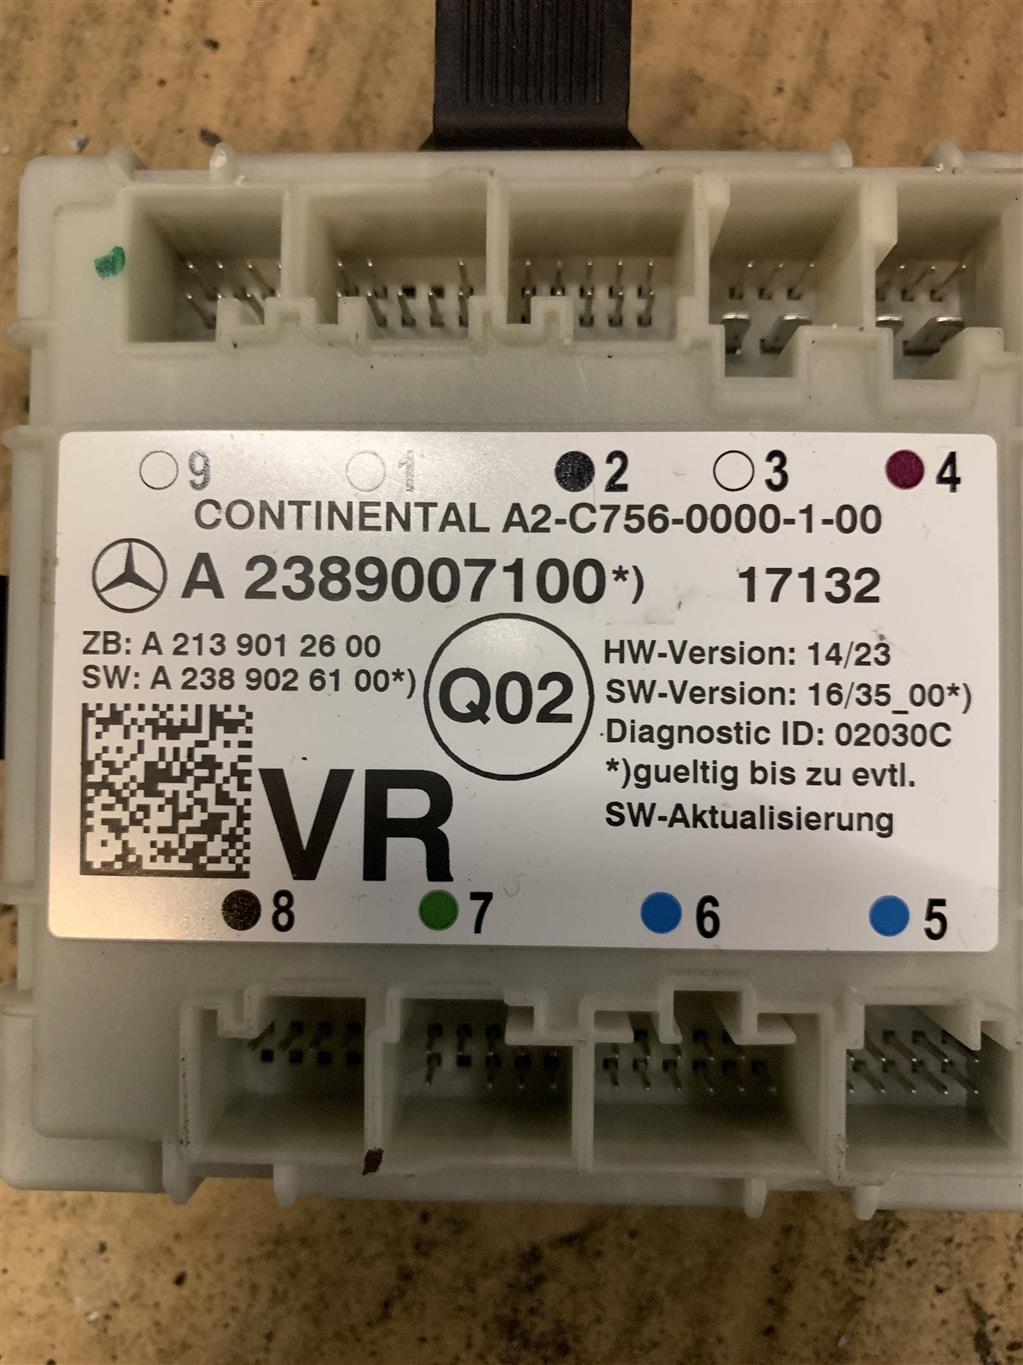 9 1 2 3 4
CONTINENTAL A2-C756-0000-1-00
A 2389007100*) 17132
ZB: A 213 901 26 00
SW: A 238 902 61 00*)
Q02
HW-Version: 14/23
SW-Version: 16/35_00*)
Diagnostic ID: 02030C
*)gueltig bis zu evtl.
SW-Aktualisierung
VR
8 7 6 5